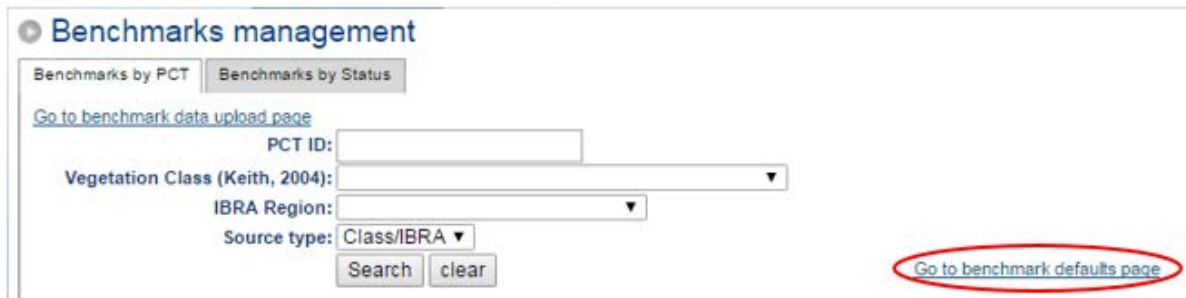 Benchmarks management
Benchmarks by PCT Benchmarks by Status
Go to benchmark data upload page
PCT ID:
Vegetation Class (Keith, 2004):
IBRA Region:
Source type: Class/IBRA
Search clear Go to benchmark defaults page